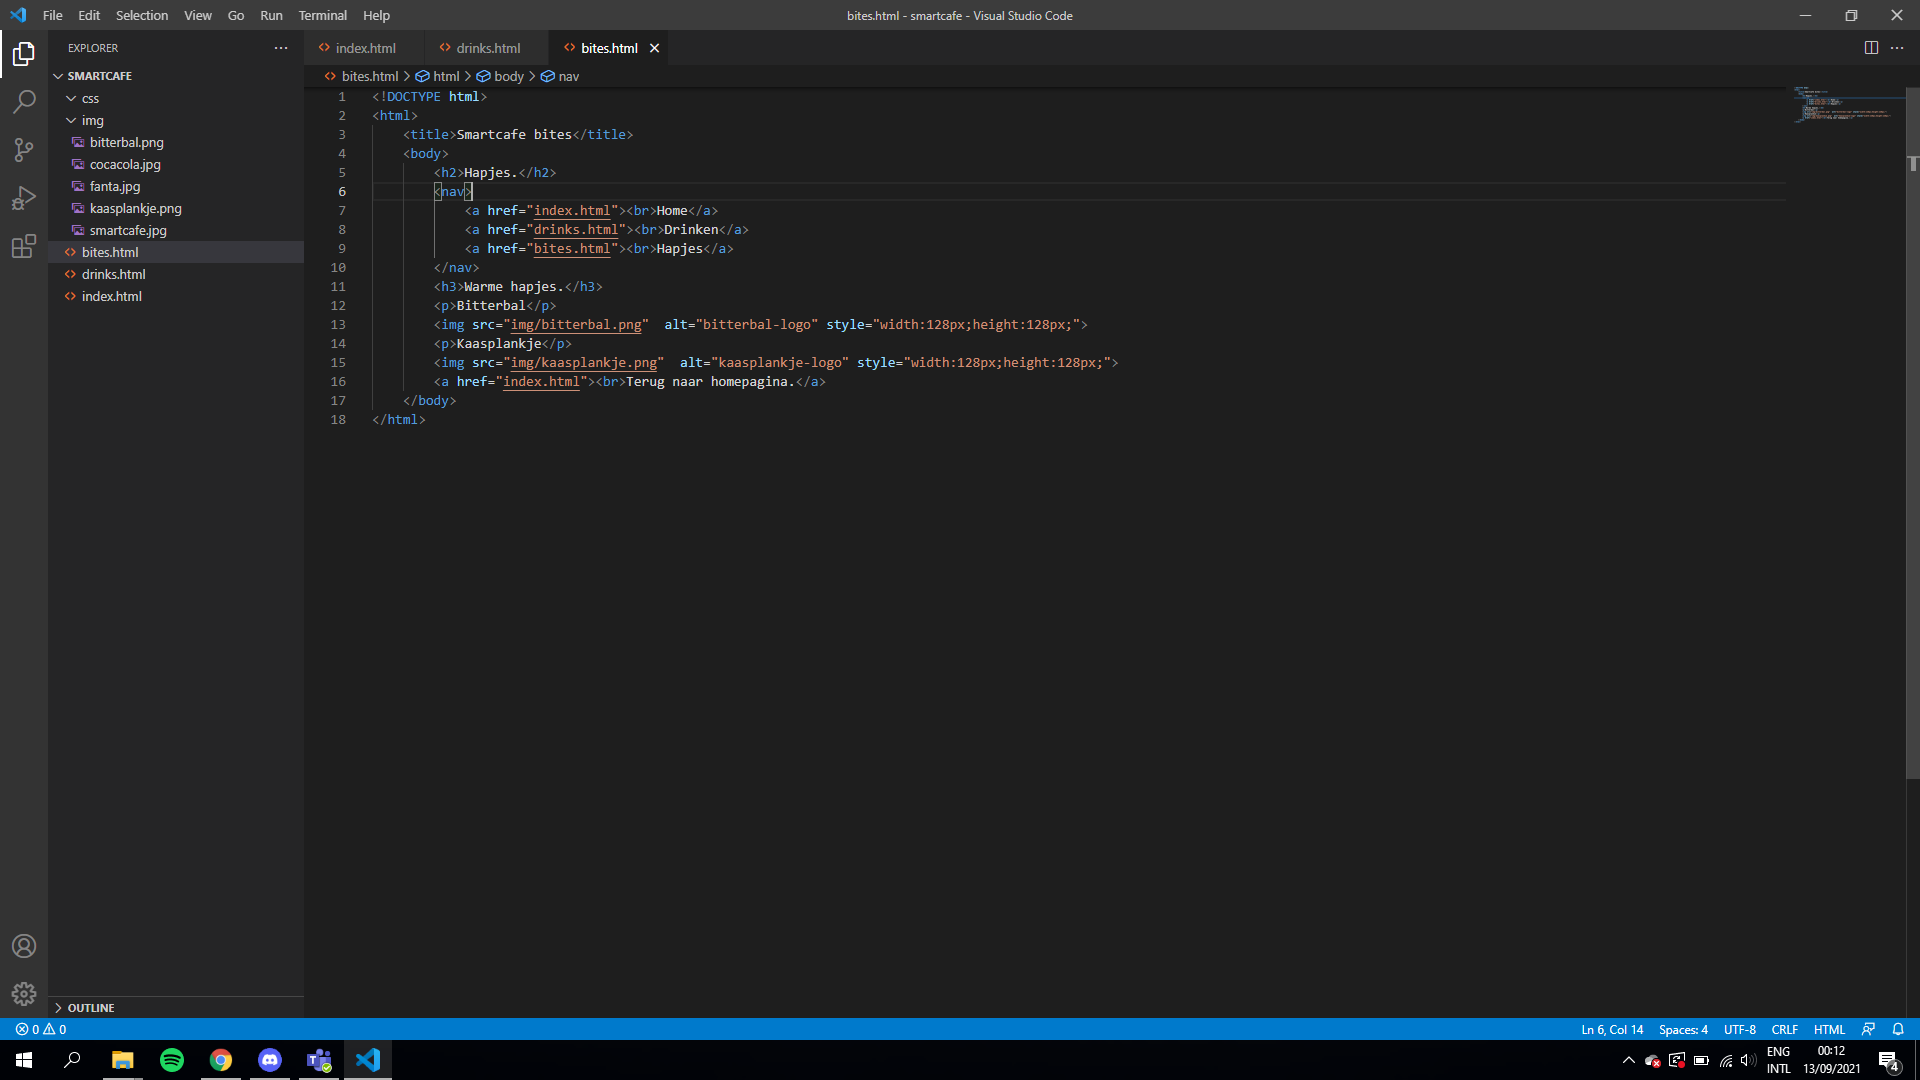 File Edit Selection View Go Run Terminal Help
bites.html - smartcafe - Visual Studio Code
EXPLORER
SMARTCAFE
css
img
bitterbal.png
cocacola.jpg
fanta.jpg
kaasplankje.png
smartcafe.jpg
bites.html
drinks.html
index.html
OUTLINE
index.html drinks.html bites.html
bites.html > html > body > nav
1 <!DOCTYPE html>
2 <html>
3 <title>Smartcafe bites</title>
4 <body>
5 <h2>Hapjes.</h2>
6 <nav>
7 <a href="index.html"><br>Home</a>
8 <a href="drinks.html"><br>Drinken</a>
9 <a href="bites.html"><br>Hapjes</a>
10 </nav>
11 <h3>Warme hapjes.</h3>
12 <p>Bitterbal</p>
13 <img src="img/bitterbal.png"  alt="bitterbal-logo" style="width:128px;height:128px;">
14 <p>Kaasplankje</p>
15 <img src="img/kaasplankje.png"  alt="kaasplankje-logo" style="width:128px;height:128px;">
16 <a href="index.html"><br>Terug naar homepagina.</a>
17 </body>
18 </html>
0 0
Ln 6, Col 14 Spaces: 4 UTF-8 CRLF HTML
ENG
INTL
00:12
13/09/2021
4